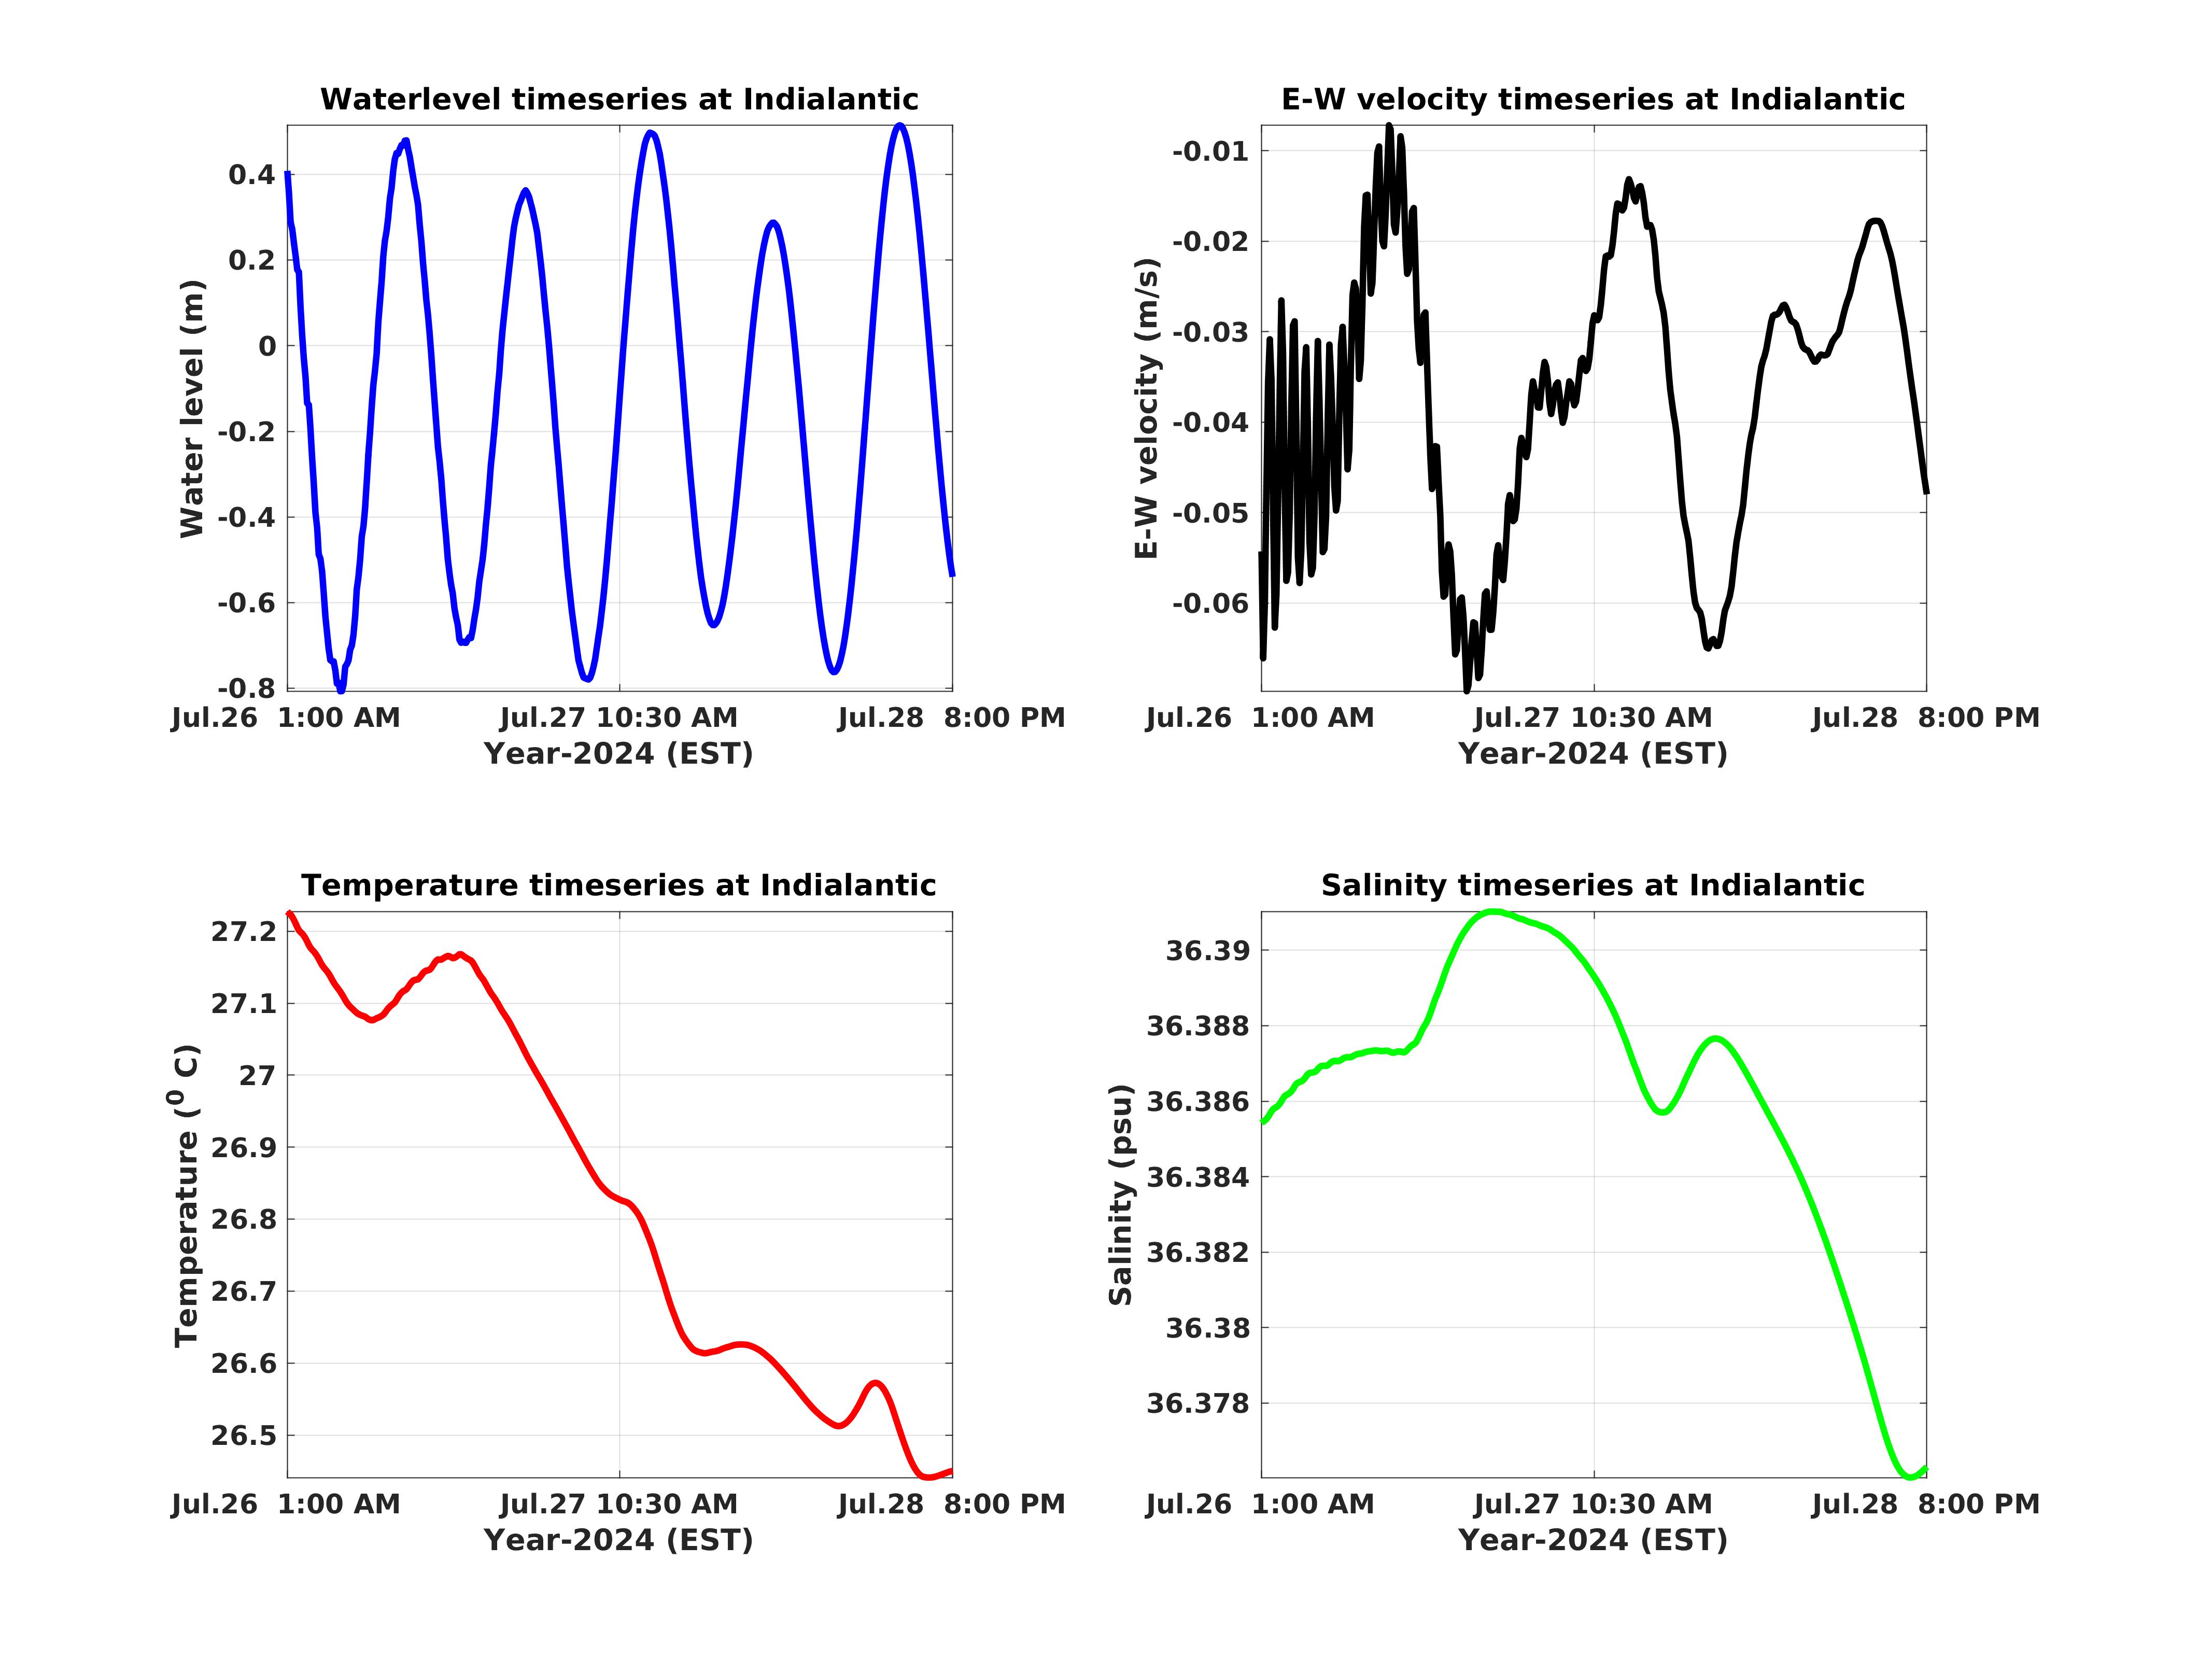 Waterlevel timeseries at Indialantic
Water level (m)
0.4
0.2
0
-0.2
-0.4
-0.6
-0.8
Jul.26 1:00 AM
Jul.27 10:30 AM
Jul.28 8:00 PM
Year-2024 (EST)
E-W velocity timeseries at Indialantic
E-W velocity (m/s)
-0.01
-0.02
-0.03
-0.04
-0.05
-0.06
Jul.26 1:00 AM
Jul.27 10:30 AM
Jul.28 8:00 PM
Year-2024 (EST)
Temperature timeseries at Indialantic
Temperature (⁰ C)
27.2
27.1
27
26.9
26.8
26.7
26.6
26.5
Jul.26 1:00 AM
Jul.27 10:30 AM
Jul.28 8:00 PM
Year-2024 (EST)
Salinity timeseries at Indialantic
Salinity (psu)
36.39
36.388
36.386
36.384
36.382
36.38
36.378
Jul.26 1:00 AM
Jul.27 10:30 AM
Jul.28 8:00 PM
Year-2024 (EST)